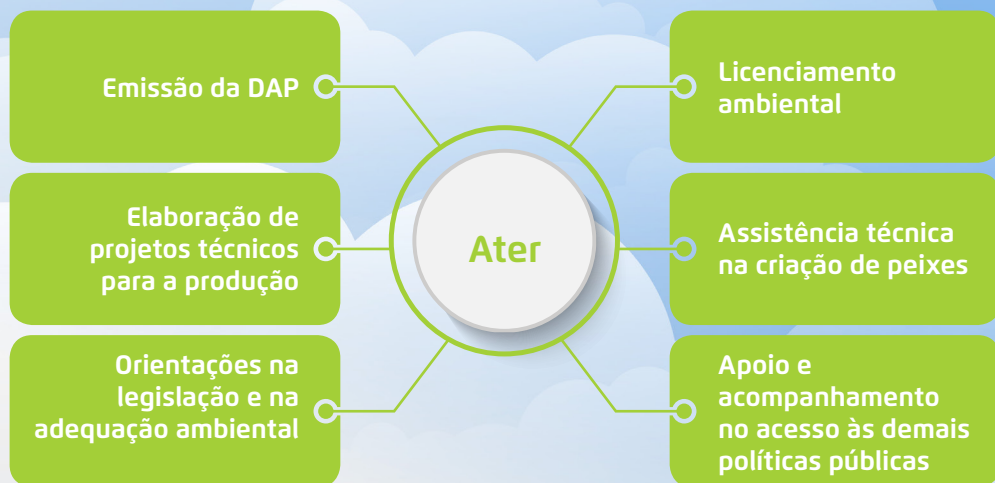 Emissão da DAP
Elaboração de
projetos técnicos
para a produção
Orientações na
legislação e na
adequação ambiental
Ater
Licenciamento
ambiental
Assistência técnica
na criação de peixes
Apoio e
acompanhamento
no acesso às demais
políticas públicas